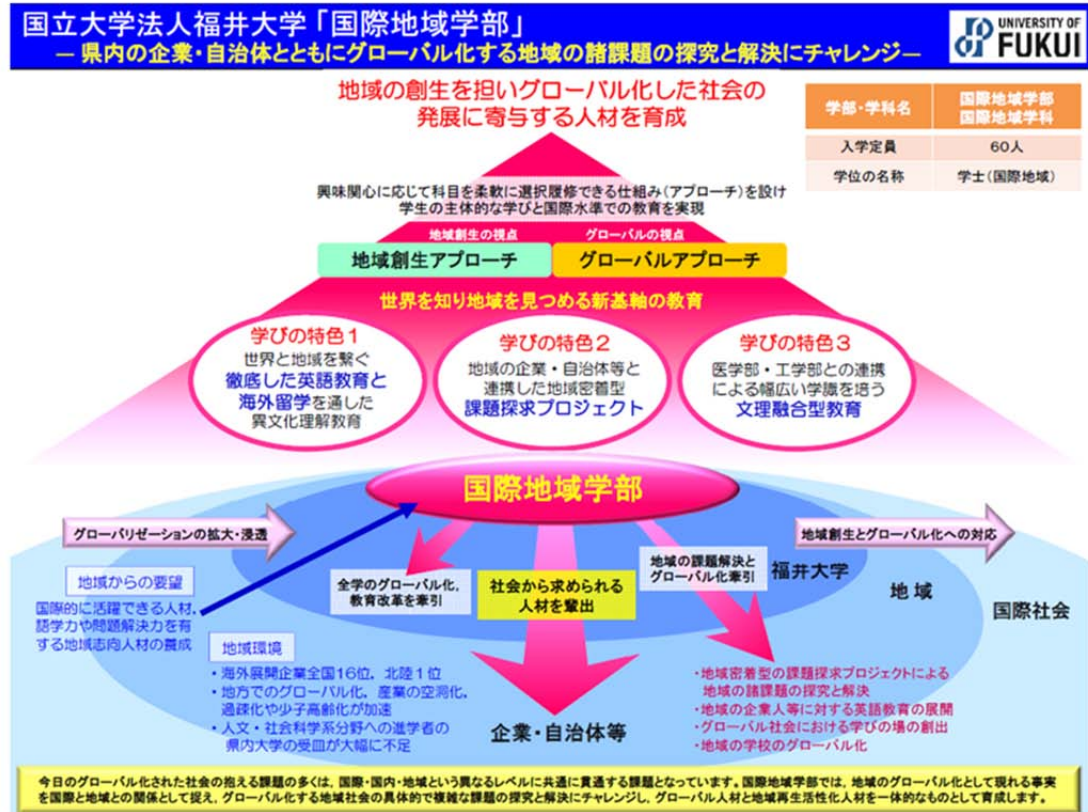 国立大学法人福井大学「国際地域学部」
― 県内の企業・自治体とともにグローバル化する地域の諸課題の探究と解決にチャレンジ―
UNIVERSITY OF
FUKUI
地域の創生を担いグローバル化した社会の
発展に寄与する人材を育成
学部・学科名
国際地域学部
国際地域学科
入学定員
60人
学位の名称
学士(国際地域)
興味関心に応じて科目を柔軟に選択履修できる仕組み(アプローチ)を設け
学生の主体的な学びと国際水準での教育を実現
地域創生の視点
グローバルの視点
地域創生アプローチ
グローバルアプローチ
世界を知り地域を見つめる新基軸の教育
学びの特色1
世界と地域を繋ぐ
徹底した英語教育と
海外留学を通した
異文化理解教育
学びの特色2
地域の企業・自治体等と
連携した地域密着型
課題探求プロジェクト
学びの特色3
医学部・工学部との連携
による幅広い学識を培う
文理融合型教育
国際地域学部
グローバリゼーションの拡大・浸透
地域創生とグローバル化への対応
地域からの要望
国際的に活躍できる人材,
語学力や問題解決力を有
する地域志向人材の養成
全学のグローバル化,
教育改革を牽引
社会から求められる
人材を輩出
地域の課題解決と
グローバル化牽引
福井大学
地域
国際社会
地域環境
・海外展開企業全国16位, 北陸1位
・地方でのグローバル化, 産業の空洞化,
過疎化や少子高齢化が加速
・人文・社会科学系分野への進学者の
県内大学の受皿が大幅に不足
企業・自治体等
・地域密着型の課題探求プロジェクトによる
地域の諸課題の探究と解決
・地域の企業人等に対する英語教育の展開
・グローバル社会における学びの場の創出
・地域の学校のグローバル化
今日のグローバル化された社会の抱える課題の多くは, 国際・国内・地域という異なるレベルに共通に貫通する課題となっています。国際地域学部では, 地域のグローバル化として現れる事実
を国際と地域との関係として捉え, グローバル化する地域社会の具体的で複雑な課題の探究と解決にチャレンジし, グローバル人材と地域再生活性化人材を一体的なものとして育成します。